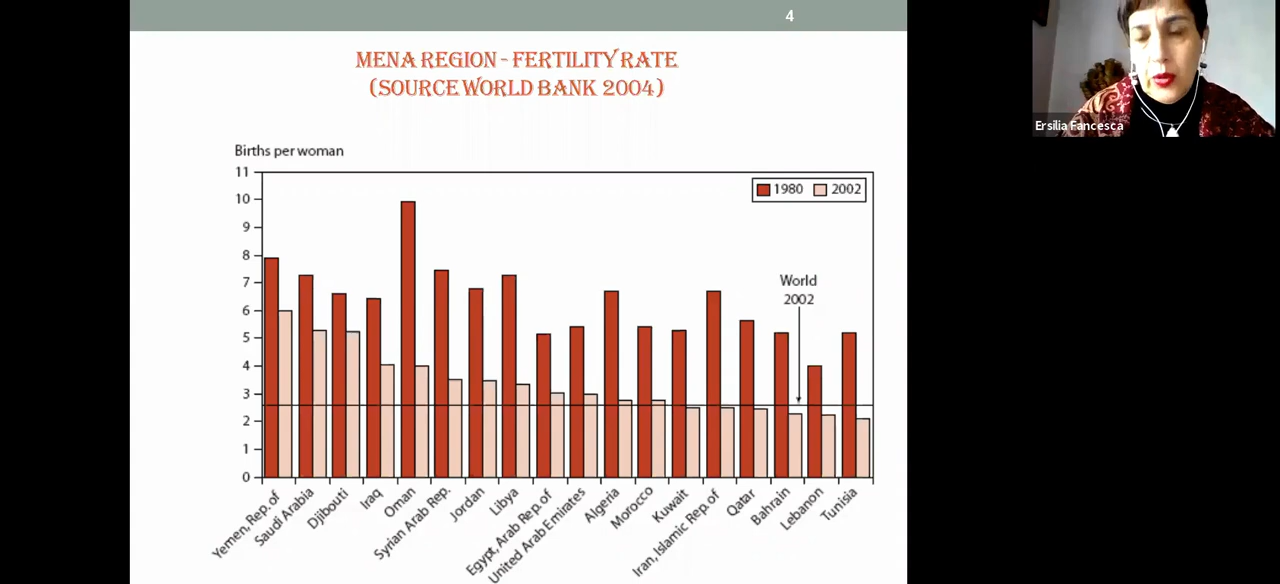 4
MENA REGION - FERTILITY RATE
(SOURCE WORLD BANK 2004)
Ersilia Fancesca
Births per woman
11
10
9
8
7
6
5
4
3
2
1
0
1980 2002
World
2002
Yemen, Rep. of
Saudi Arabia
Djibouti
Iraq
Oman
Syrian Arab Rep.
Jordan
Libya
Egypt, Arab Rep. of
United Arab Emirates
Algeria
Morocco
Kuwait
Iran, Islamic Rep. of
Qatar
Bahrain
Lebanon
Tunisia